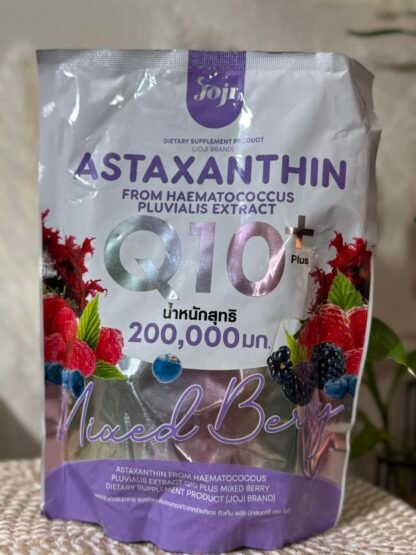 Joji
DIETARY SUPPLEMENT PRODUCT
(JOJI BRAND)
ASTAXANTHIN
FROM HAEMATOCOCCUS
PLUVIALIS EXTRACT
Q10+
Plus
น้ำหนักสุทธิ
200,000มก.
Mixed Berry
ASTAXANTHIN FROM HAEMATOCOCCUS
PLUVIALIS EXTRACT Q10 PLUS MIXED BERRY
DIETARY SUPPLEMENT PRODUCT (JOJI BRAND)